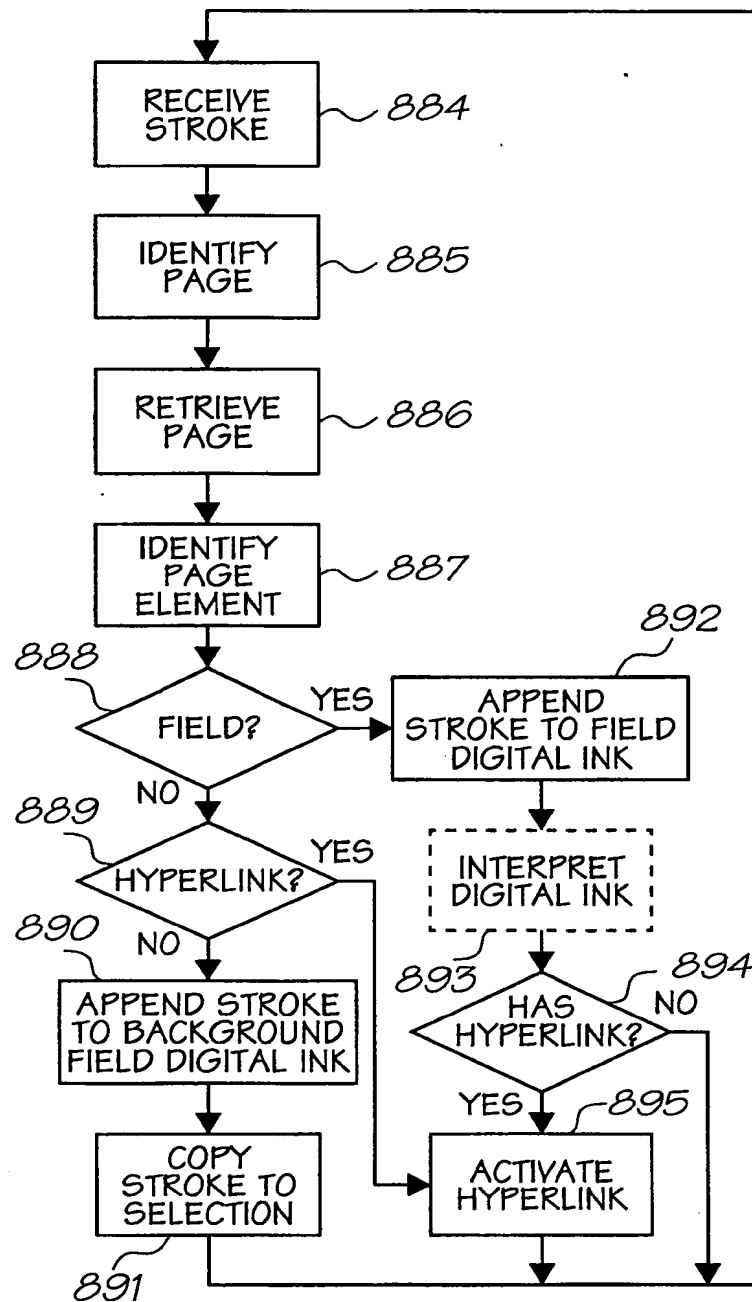 RECEIVE
STROKE
884
IDENTIFY
PAGE
885
RETRIEVE
PAGE
886
IDENTIFY
PAGE
ELEMENT
887
888
FIELD?
YES
NO
892
APPEND
STROKE TO FIELD
DIGITAL INK
889
HYPERLINK?
YES
NO
INTERPRET
DIGITAL INK
893
890
APPEND STROKE
TO BACKGROUND
FIELD DIGITAL INK
894
HAS
HYPERLINK?
NO
YES
895
COPY
STROKE TO
SELECTION
891
ACTIVATE
HYPERLINK